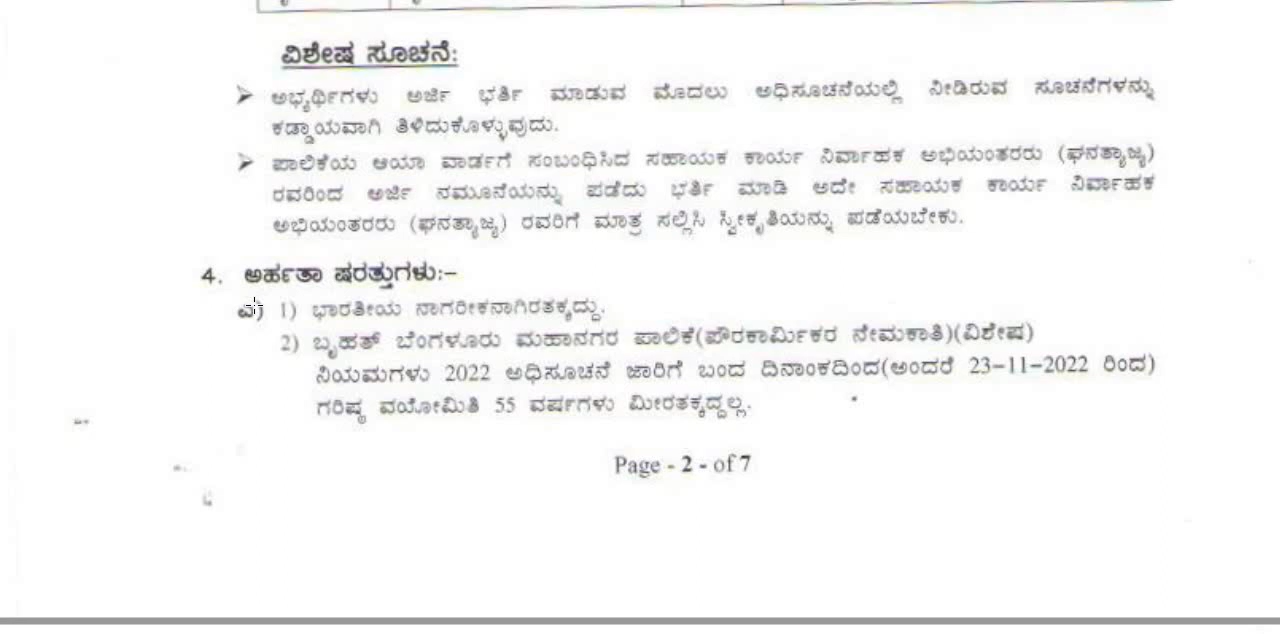 ವಿಶೇಷ ಸೂಚನೆ:
➢ ಅಭ್ಯರ್ಥಿಗಳು ಅರ್ಜಿ ಭರ್ತಿ ಮಾಡುವ ಮೊದಲು ಅಧಿಸೂಚನೆಯಲ್ಲಿ ನೀಡಿರುವ ಸೂಚನೆಗಳನ್ನು
ಕಡ್ಡಾಯವಾಗಿ ತಿಳಿದುಕೊಳ್ಳುವುದು.
➢ ಪಾಲಿಕೆಯ ಆಯಾ ವಾರ್ಡಗೆ ಸಂಬಂಧಿಸಿದ ಸಹಾಯಕ ಕಾರ್ಯ ನಿರ್ವಾಹಕ ಅಭಿಯಂತರರು (ಘನತ್ಯಾಜ್ಯ)
ರವರಿಂದ ಅರ್ಜಿ ನಮೂನೆಯನ್ನು ಪಡೆದು ಭರ್ತಿ ಮಾಡಿ ಅದೇ ಸಹಾಯಕ ಕಾರ್ಯ ನಿರ್ವಾಹಕ
ಅಭಿಯಂತರರು (ಘನತ್ಯಾಜ್ಯ) ರವರಿಗೆ ಮಾತ್ರ ಸಲ್ಲಿಸಿ ಸ್ವೀಕೃತಿಯನ್ನು ಪಡೆಯಬೇಕು.
4. ಅರ್ಹತಾ ಷರತ್ತುಗಳು:–
ಎ) 1) ಭಾರತೀಯ ನಾಗರೀಕನಾಗಿರತಕ್ಕದ್ದು.
2) ಬೃಹತ್ ಬೆಂಗಳೂರು ಮಹಾನಗರ ಪಾಲಿಕೆ(ಪೌರಕಾರ್ಮಿಕರ ನೇಮಕಾತಿ)(ವಿಶೇಷ)
ನಿಯಮಗಳು 2022 ಅಧಿಸೂಚನೆ ಜಾರಿಗೆ ಬಂದ ದಿನಾಂಕದಿಂದ(ಅಂದರೆ 23–11–2022 ರಿಂದ)
ಗರಿಷ್ಠ ವಯೋಮಿತಿ 55 ವರ್ಷಗಳು ಮೀರತಕ್ಕದ್ದಲ್ಲ.
Page - 2 - of 7